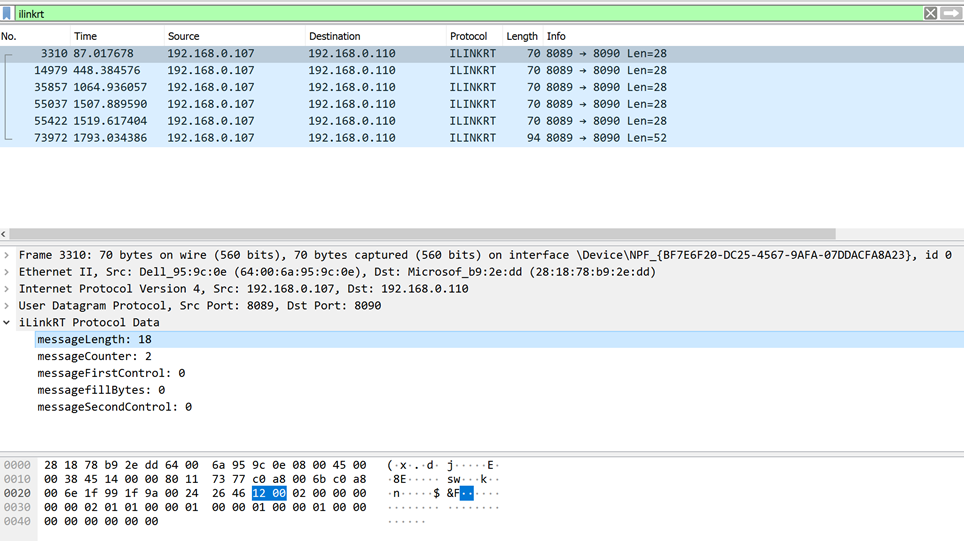 ilinkrt
No. Time Source Destination Protocol Length Info
3310 87.017678 192.168.0.107 192.168.0.110 ILINKRT 70 8089 → 8090 Len=28
14979 448.384576 192.168.0.107 192.168.0.110 ILINKRT 70 8089 → 8090 Len=28
35857 1064.936057 192.168.0.107 192.168.0.110 ILINKRT 70 8089 → 8090 Len=28
55037 1507.889590 192.168.0.107 192.168.0.110 ILINKRT 70 8089 → 8090 Len=28
55422 1519.617404 192.168.0.107 192.168.0.110 ILINKRT 70 8089 → 8090 Len=28
73972 1793.034386 192.168.0.107 192.168.0.110 ILINKRT 94 8089 → 8090 Len=52
Frame 3310: 70 bytes on wire (560 bits), 70 bytes captured (560 bits) on interface \Device\NPF_{BF7E6F20-DC25-4567-9AFA-07DDACFA8A23}, id 0
Ethernet II, Src: Dell_95:9c:0e (64:00:6a:95:9c:0e), Dst: Microsof_b9:2e:dd (28:18:78:b9:2e:dd)
Internet Protocol Version 4, Src: 192.168.0.107, Dst: 192.168.0.110
User Datagram Protocol, Src Port: 8089, Dst Port: 8090
iLinkRT Protocol Data
messageLength: 18
messageCounter: 2
messageFirstControl: 0
messagefillBytes: 0
messageSecondControl: 0
0000 28 18 78 b9 2e dd 64 00 6a 95 9c 0e 08 00 45 00 (·x·.·d· j·····E·
0010 00 38 45 14 00 00 80 11 73 77 c0 a8 00 6b c0 a8 ·8E····· sw···k··
0020 00 6e 1f 99 1f 9a 00 24 26 46 12 00 02 00 00 00 ·n·····$ &F······
0030 00 00 02 01 01 00 00 01 00 00 01 00 00 01 00 00 ········ ········
0040 00 00 00 00 00 00 ······